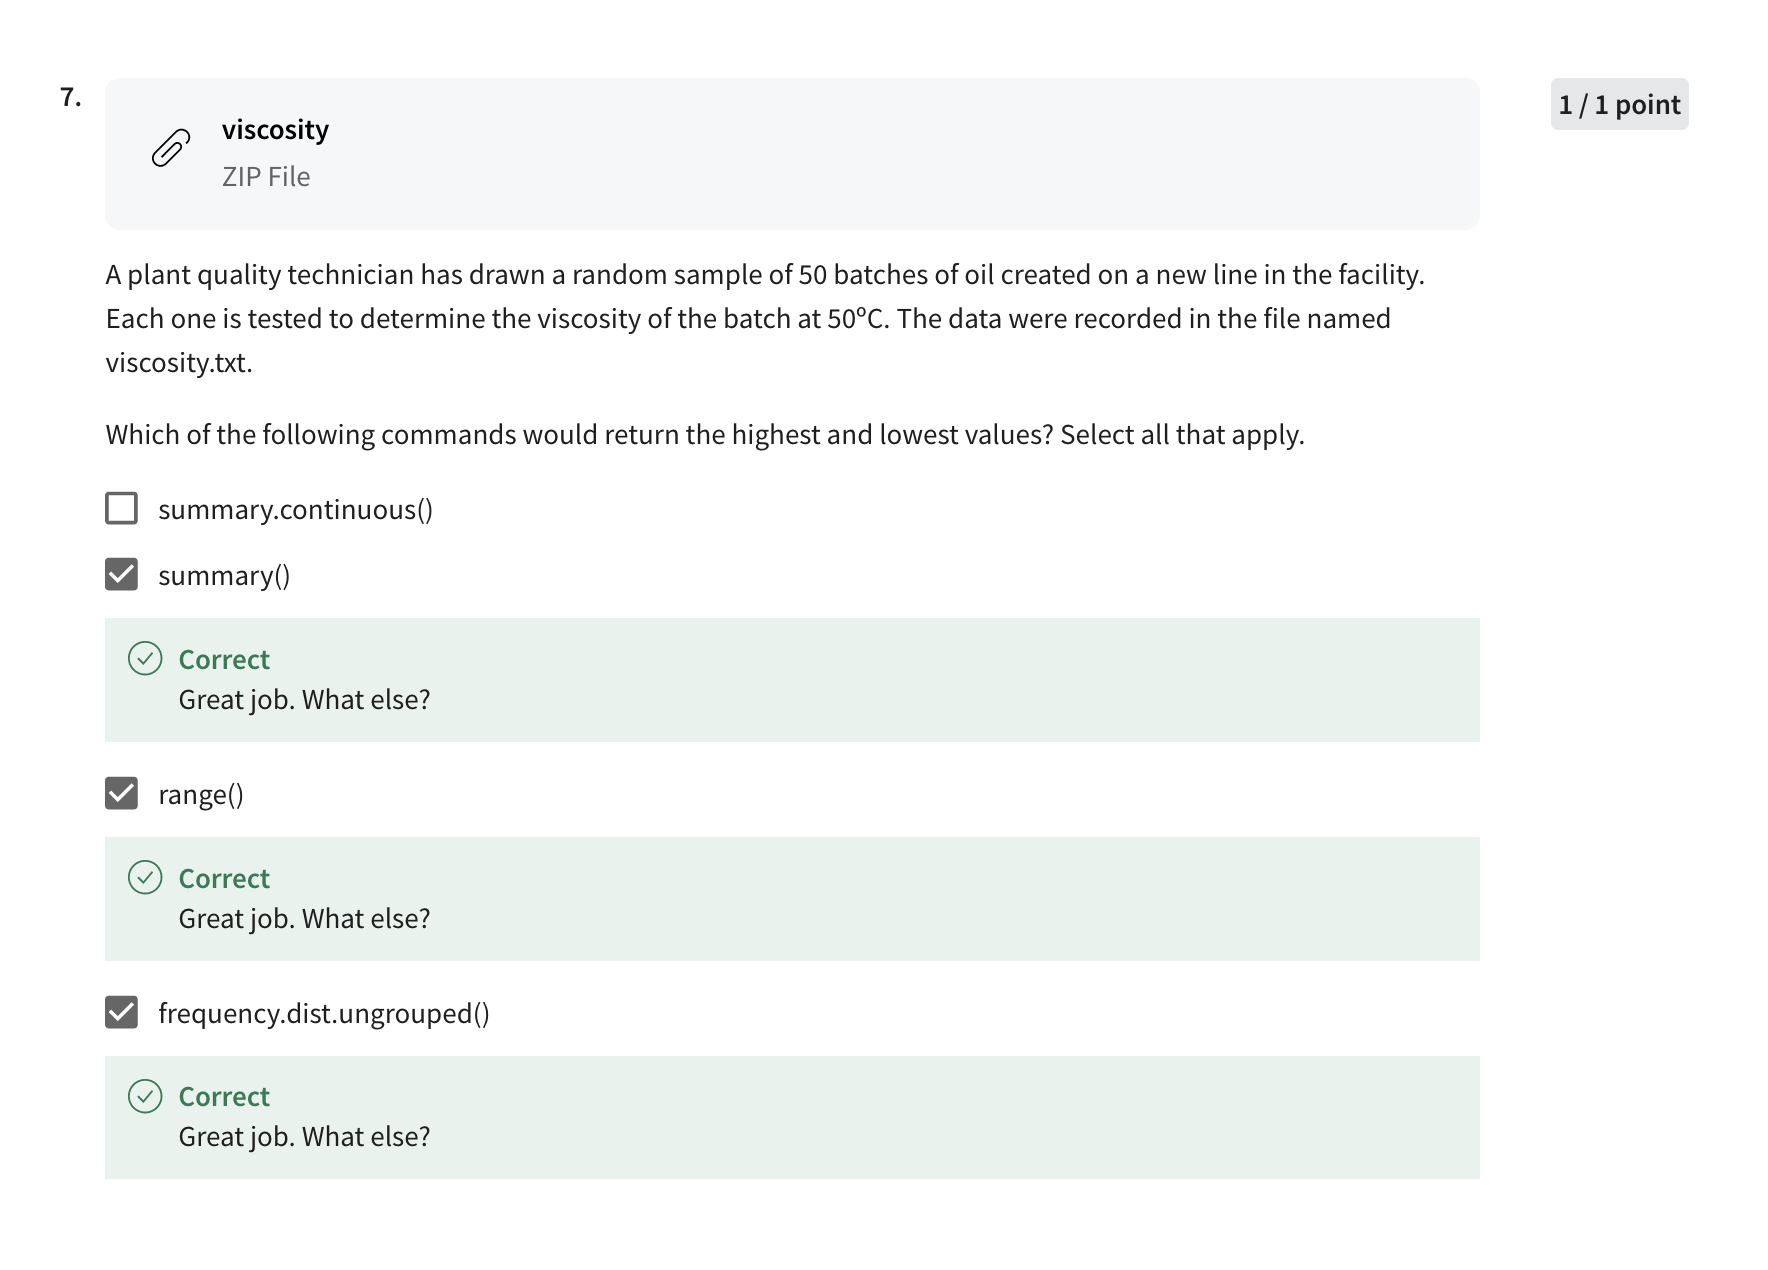 7.
viscosity
ZIP File
1 / 1 point
A plant quality technician has drawn a random sample of 50 batches of oil created on a new line in the facility.
Each one is tested to determine the viscosity of the batch at 50ºC. The data were recorded in the file named
viscosity.txt.
Which of the following commands would return the highest and lowest values? Select all that apply.
summary.continuous()
summary()
Correct
Great job. What else?
range()
Correct
Great job. What else?
frequency.dist.ungrouped()
Correct
Great job. What else?